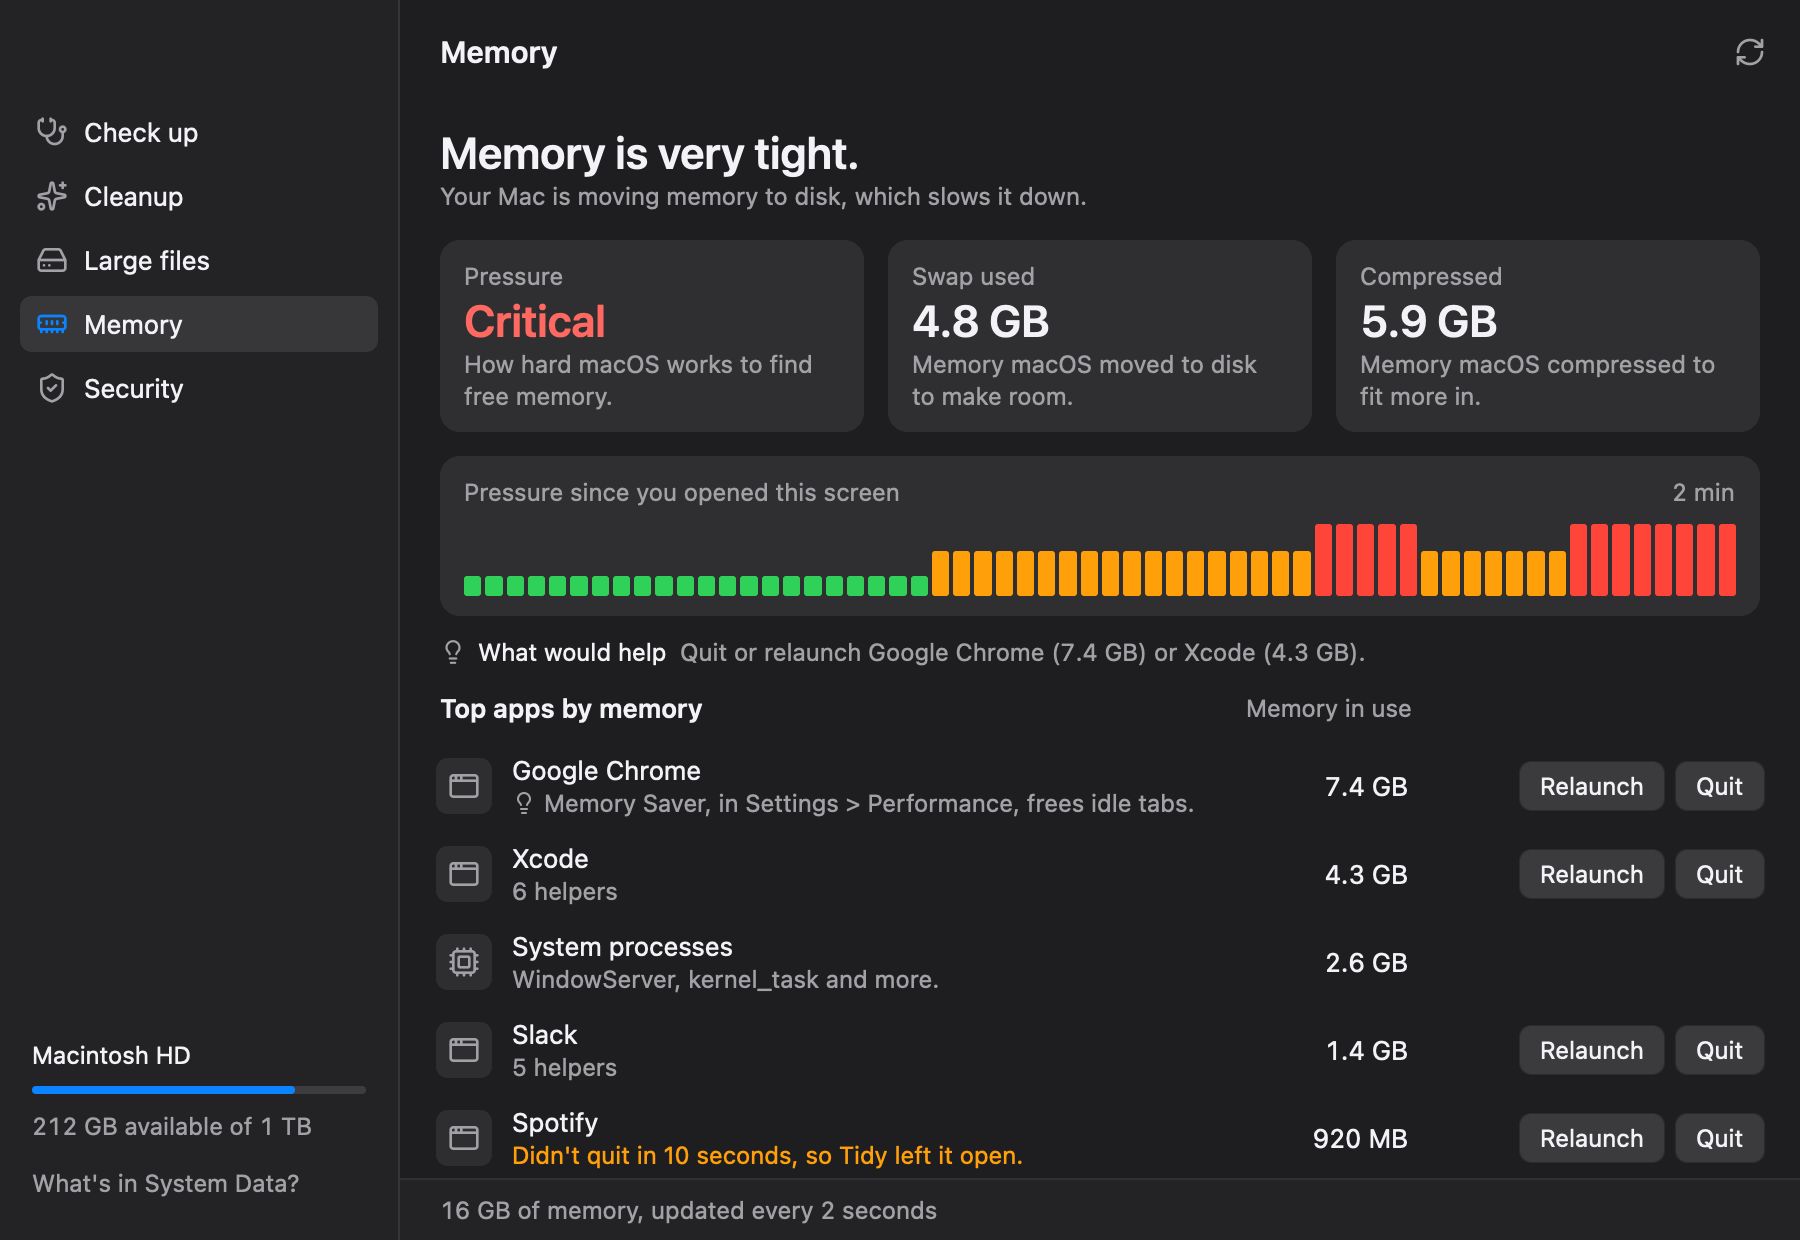 Memory
Check up
Cleanup
Large files
Memory
Security
Macintosh HD
212 GB available of 1 TB
What's in System Data?
Memory is very tight.
Your Mac is moving memory to disk, which slows it down.
Pressure
Critical
How hard macOS works to find
free memory.
Swap used
4.8 GB
Memory macOS moved to disk
to make room.
Compressed
5.9 GB
Memory macOS compressed to
fit more in.
Pressure since you opened this screen
2 min
What would help Quit or relaunch Google Chrome (7.4 GB) or Xcode (4.3 GB).
Top apps by memory
Memory in use
Google Chrome
Memory Saver, in Settings > Performance, frees idle tabs.
7.4 GB
Relaunch
Quit
Xcode
6 helpers
4.3 GB
Relaunch
Quit
System processes
WindowServer, kernel_task and more.
2.6 GB
Slack
5 helpers
1.4 GB
Relaunch
Quit
Spotify
Didn't quit in 10 seconds, so Tidy left it open.
920 MB
Relaunch
Quit
16 GB of memory, updated every 2 seconds